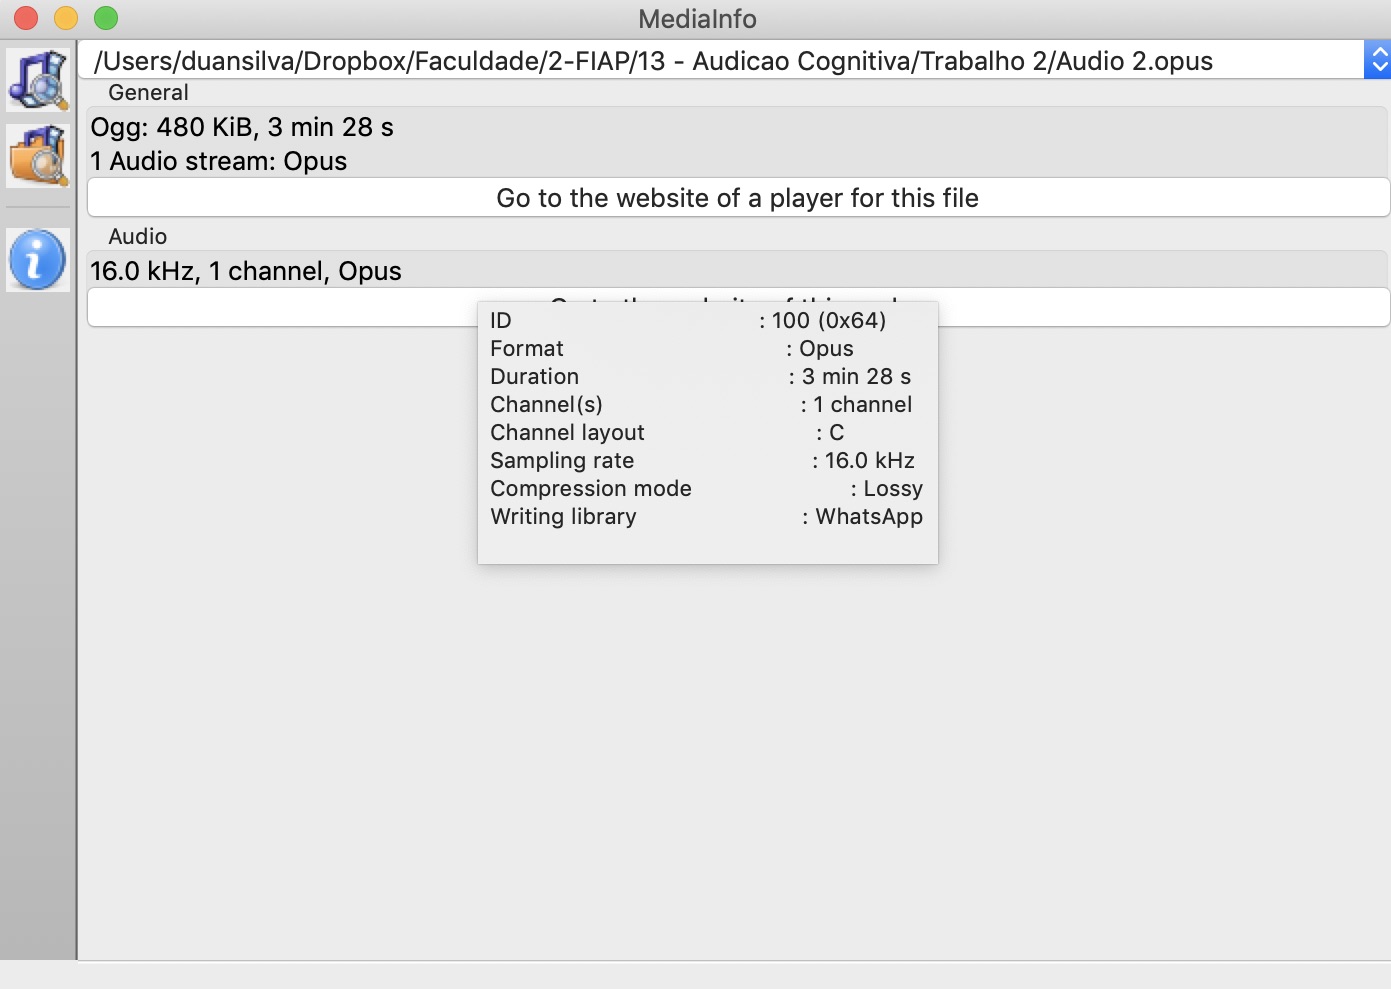 MediaInfo
/Users/duansilva/Dropbox/Faculdade/2-FIAP/13 - Audicao Cognitiva/Trabalho 2/Audio 2.opus
General
Ogg: 480 KiB, 3 min 28 s
1 Audio stream: Opus
Go to the website of a player for this file
Audio
16.0 kHz, 1 channel, Opus
ID : 100 (0x64)
Format : Opus
Duration : 3 min 28 s
Channel(s) : 1 channel
Channel layout : C
Sampling rate : 16.0 kHz
Compression mode : Lossy
Writing library : WhatsApp